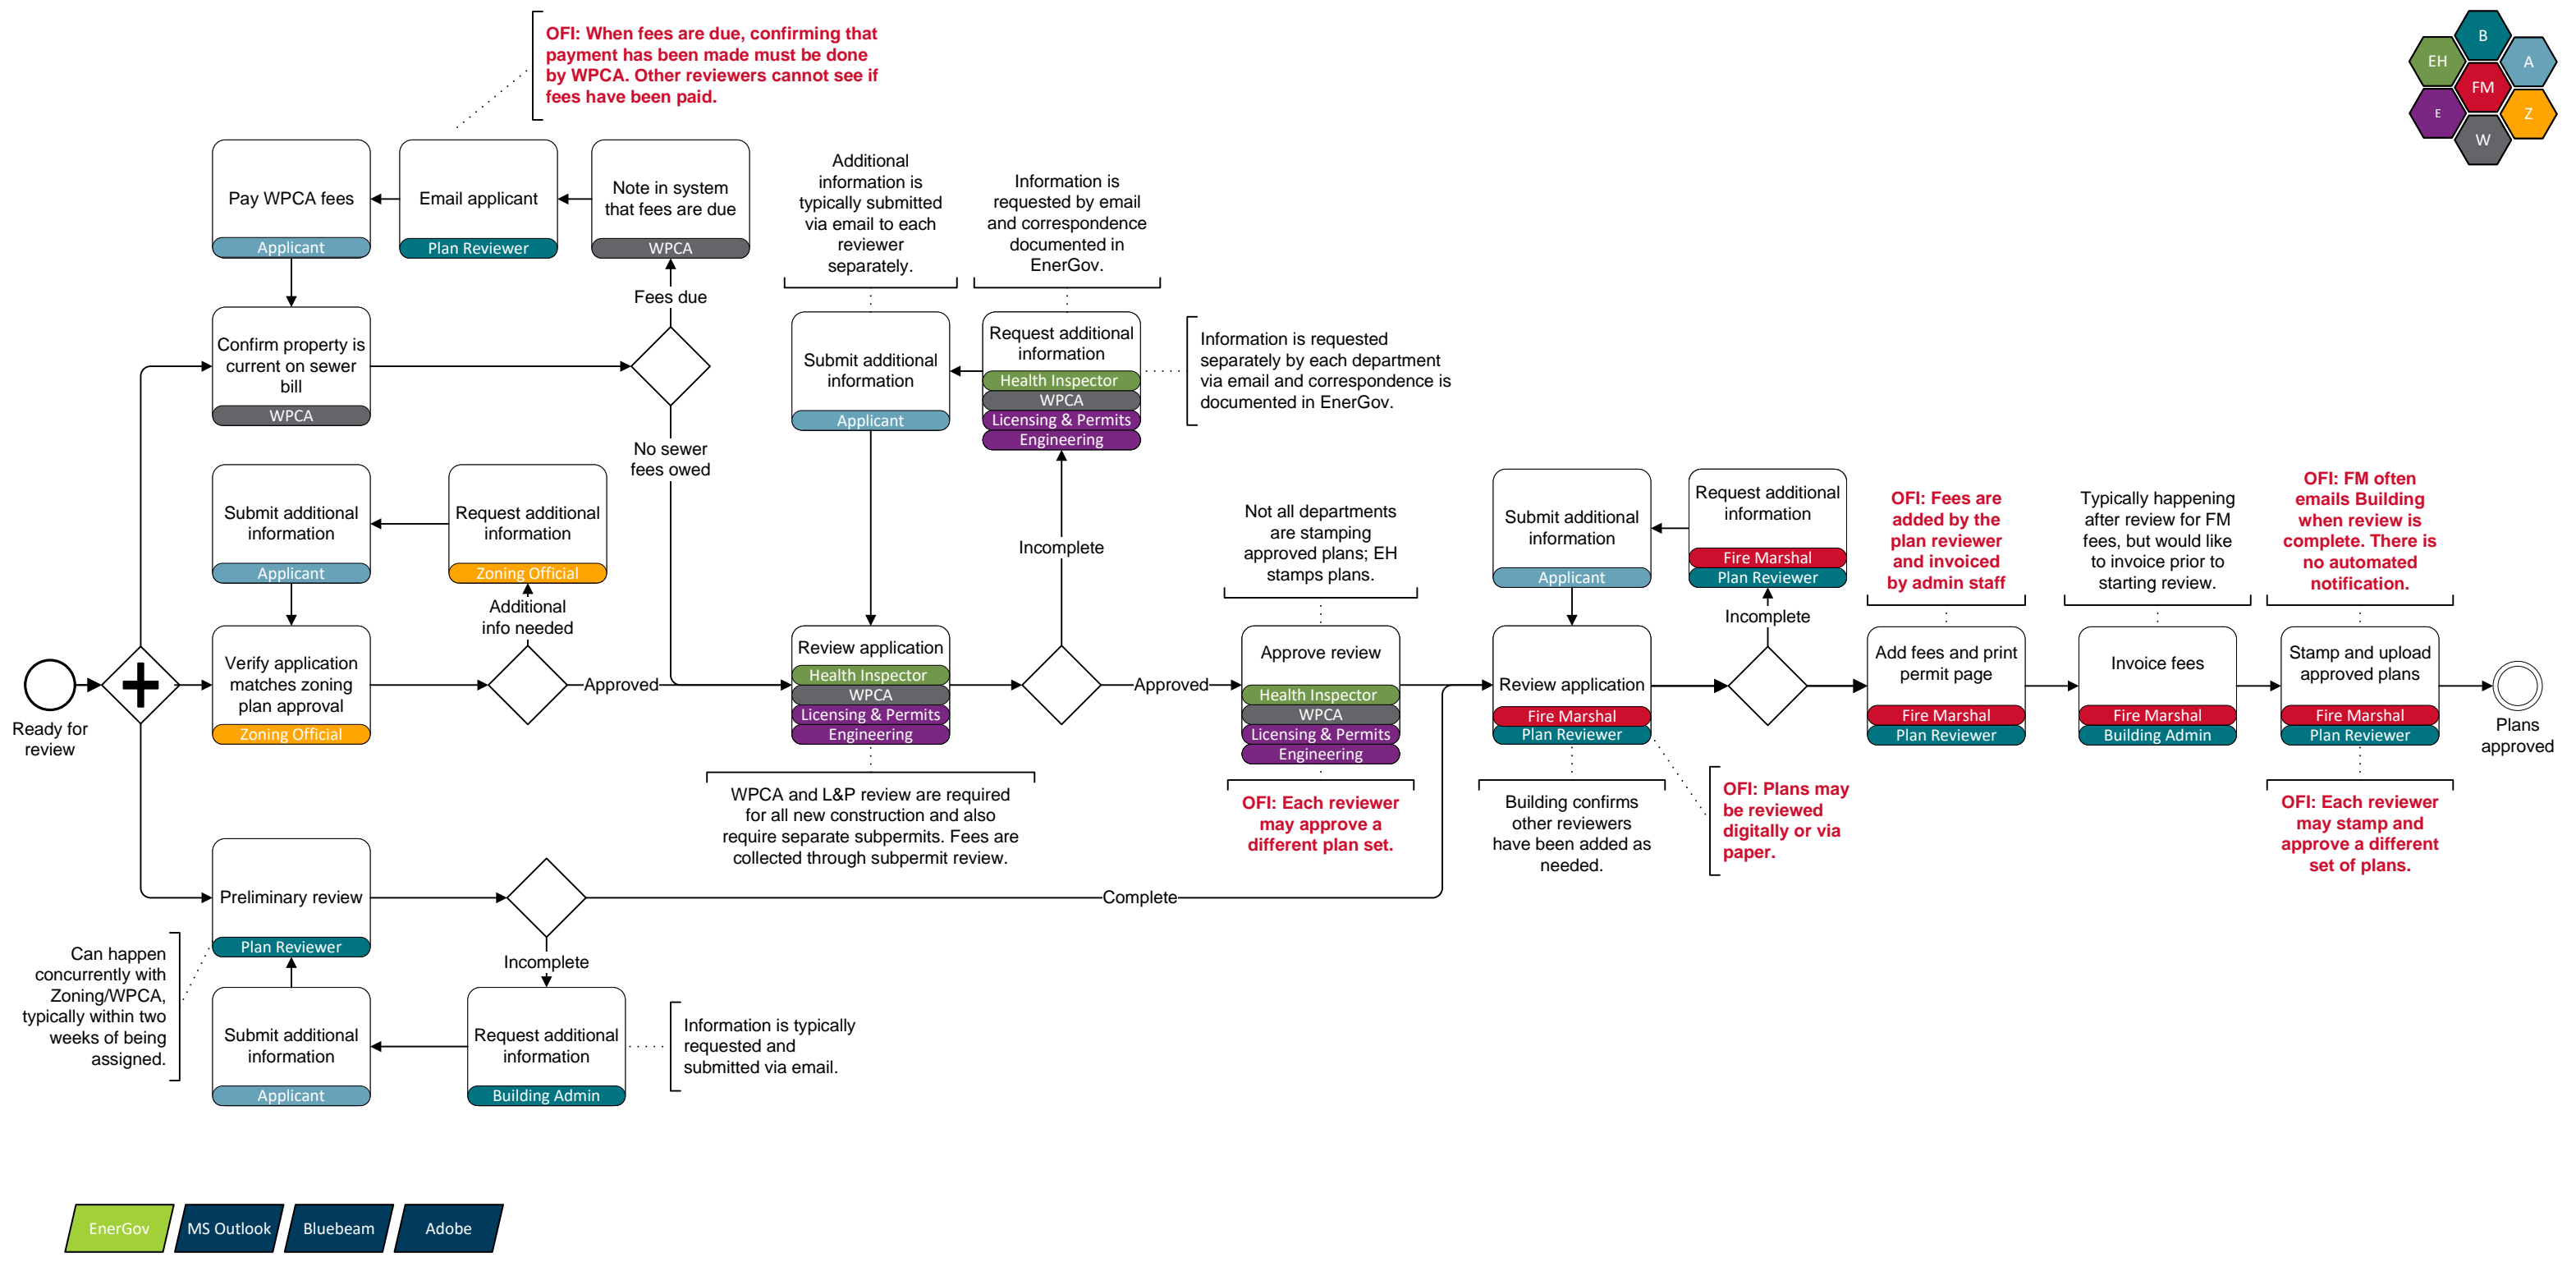 OFI: When fees are due, confirming that
payment has been made must be done
by WPCA. Other reviewers cannot see if
fees have been paid.
B
EH
A
FM
E
Z
W
Pay WPCA fees
Applicant
Email applicant
Plan Reviewer
Note in system
that fees are due
WPCA
Additional
information is
typically submitted
via email to each
reviewer
separately.
Information is
requested by email
and correspondence
documented in
EnerGov.
Fees due
Confirm property is
current on sewer
bill
WPCA
Submit additional
information
Applicant
Request additional
information
Health Inspector
WPCA
Licensing & Permits
Engineering
Information is requested
separately by each department
via email and correspondence is
documented in EnerGov.
No sewer
fees owed
Submit additional
information
Applicant
Request additional
information
Zoning Official
Additional
info needed
Incomplete
Not all departments
are stamping
approved plans; EH
stamps plans.
Submit additional
information
Applicant
Request additional
information
Fire Marshal
Plan Reviewer
Incomplete
OFI: Fees are
added by the
plan reviewer
and invoiced
by admin staff
Typically happening
after review for FM
fees, but would like
to invoice prior to
starting review.
OFI: FM often
emails Building
when review is
complete. There is
no automated
notification.
Ready for
review
Verify application
matches zoning
plan approval
Zoning Official
Approved
Review application
Health Inspector
WPCA
Licensing & Permits
Engineering
Approved
Approve review
Health Inspector
WPCA
Licensing & Permits
Engineering
Review application
Fire Marshal
Plan Reviewer
Add fees and print
permit page
Fire Marshal
Plan Reviewer
Invoice fees
Fire Marshal
Building Admin
Stamp and upload
approved plans
Fire Marshal
Plan Reviewer
Plans
approved
WPCA and L&P review are required
for all new construction and also
require separate subpermits. Fees are
collected through subpermit review.
OFI: Each reviewer
may approve a
different plan set.
Building confirms
other reviewers
have been added as
needed.
OFI: Plans may
be reviewed
digitally or via
paper.
OFI: Each reviewer
may stamp and
approve a different
set of plans.
Preliminary review
Plan Reviewer
Complete
Incomplete
Can happen
concurrently with
Zoning/WPCA,
typically within two
weeks of being
assigned.
Submit additional
information
Applicant
Request additional
information
Building Admin
Information is typically
requested and
submitted via email.
EnerGov
MS Outlook
Bluebeam
Adobe